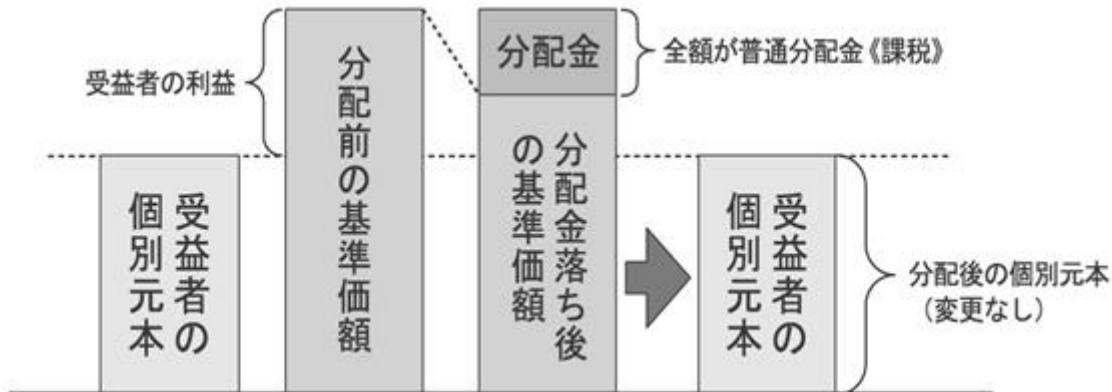 受益者の利益
分配前の基準価額
分配金
全額が普通分配金《課税》
受益者の
個別元本
分配金落ち後
の基準価額
受益者の
個別元本
分配後の個別元本
(変更なし)